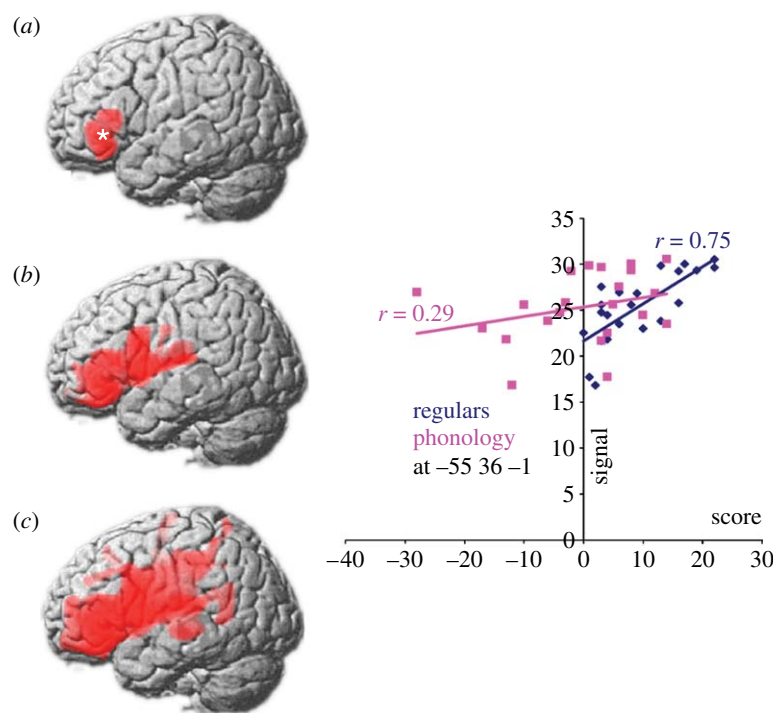 (a)
*
(b)
(c)
35
30
25
20
15
10
5
0
r = 0.75
r = 0.29
regulars
phonology
at –55 36 –1
signal
score
–40 –30 –20 –10 0 10 20 30